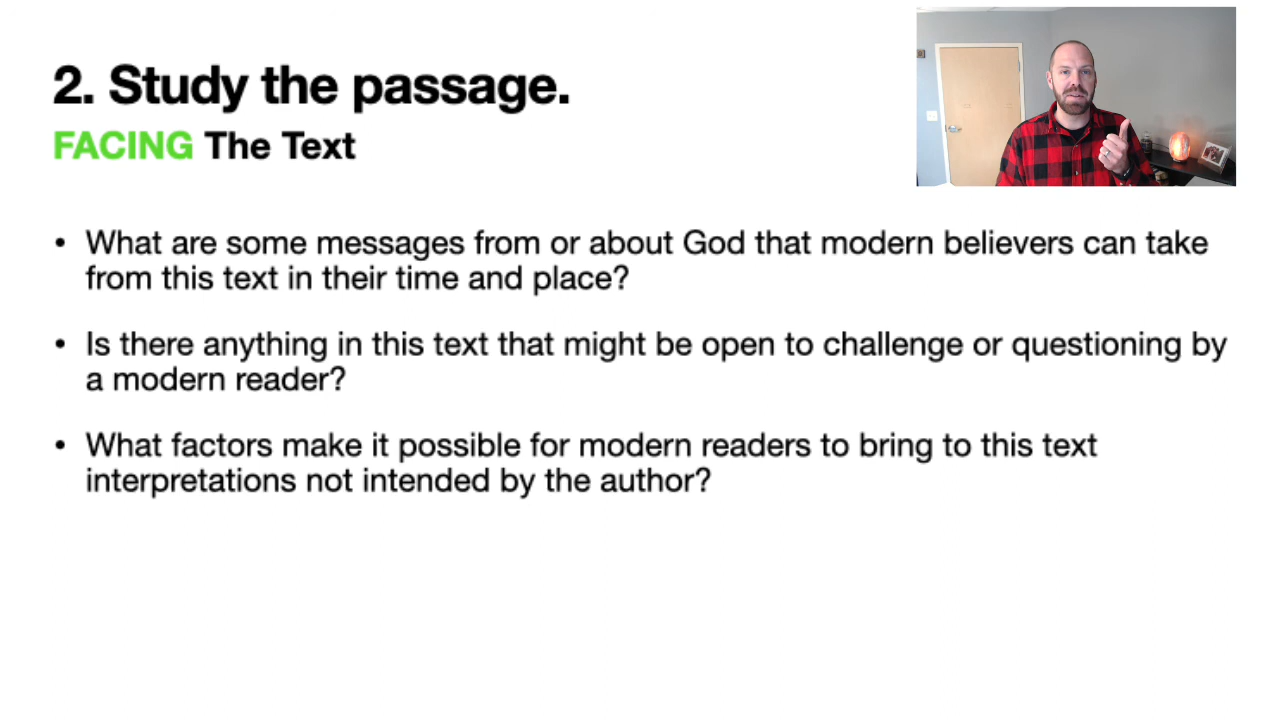 2. Study the passage.
FACING The Text
• What are some messages from or about God that modern believers can take
from this text in their time and place?
• Is there anything in this text that might be open to challenge or questioning by
a modern reader?
• What factors make it possible for modern readers to bring to this text
interpretations not intended by the author?